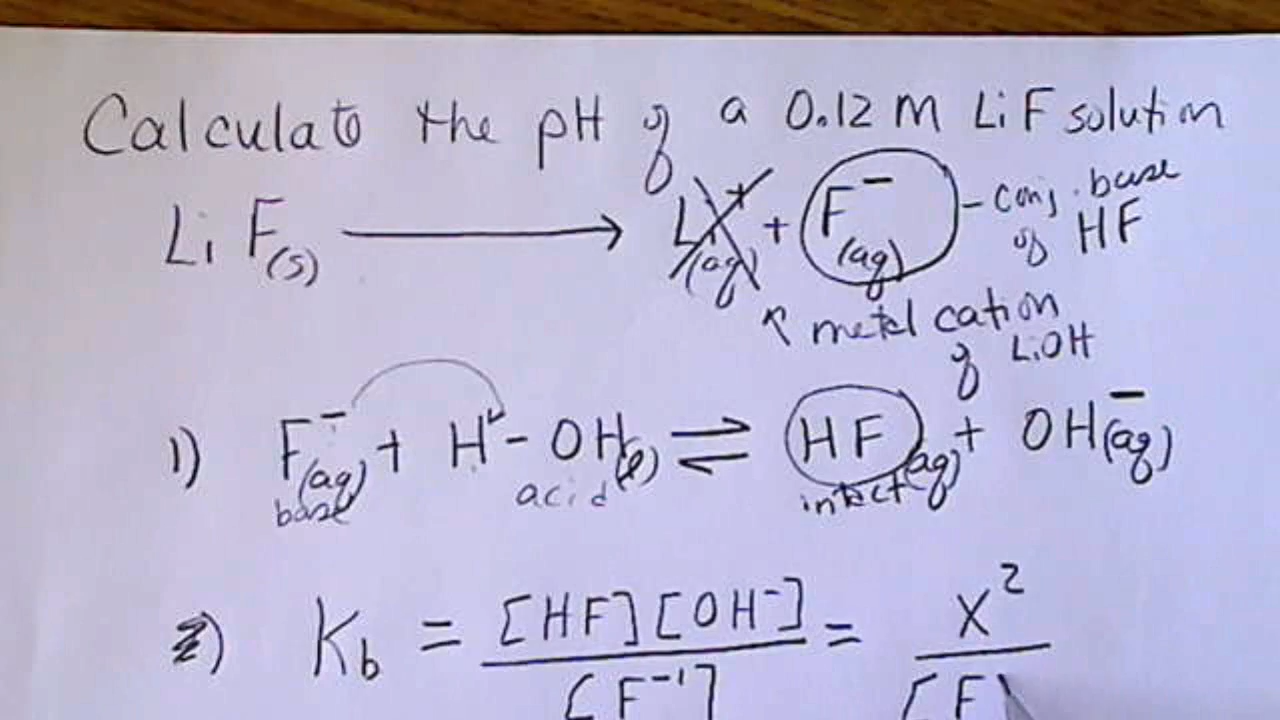 Calculate the pH of a 0.12 M LiF solution
LiF(s) → Li+(aq) + F−(aq) - conj. base
of HF
↑ metal cation
of LiOH
1) F−(aq) + H - OH(l) ⇌ HF(aq) + OH−(aq)
base acid intact
2) Kb = [HF][OH−] / [F−1] = x2 / [F